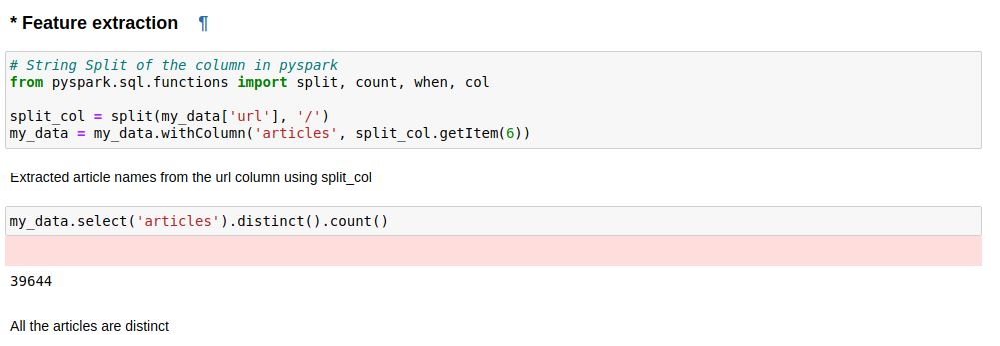 * Feature extraction ¶
# String Split of the column in pyspark
from pyspark.sql.functions import split, count, when, col
split_col = split(my_data['url'], '/')
my_data = my_data.withColumn('articles', split_col.getItem(6))
Extracted article names from the url column using split_col
my_data.select('articles').distinct().count()
39644
All the articles are distinct